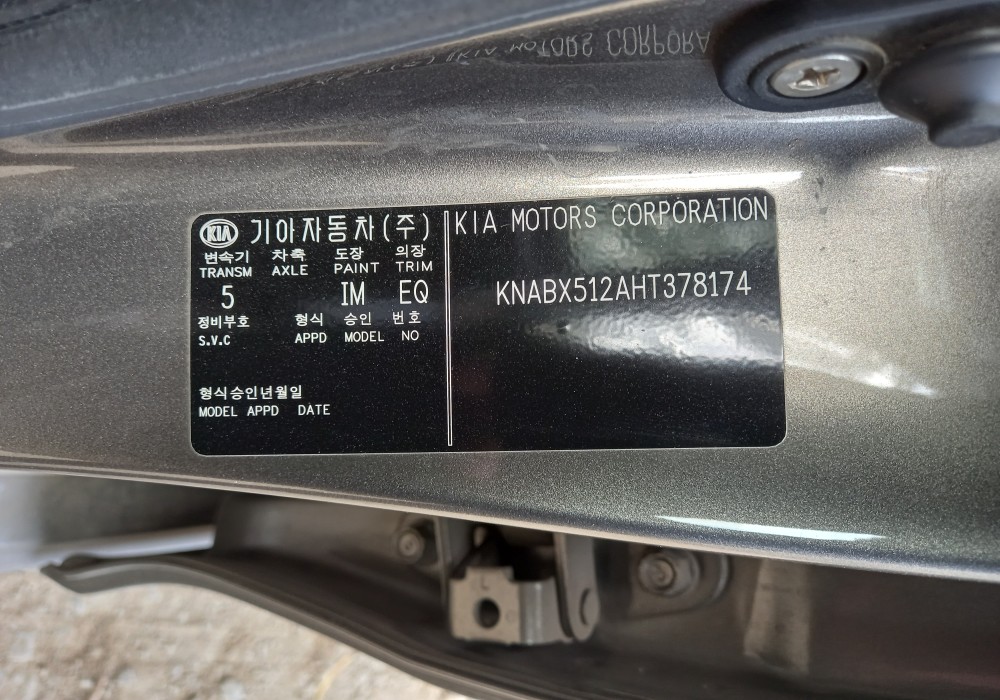 KIA 기아자동차(주)
변속기 차축 도장 의장
TRANSM AXLE PAINT TRIM
5 IM EQ
정비부호 형식 승인 번호
S.V.C APPD MODEL NO
형식승인년월일
MODEL APPD DATE
KIA MOTORS CORPORATION
KNABX512AHT378174
MOTORS CORPORA